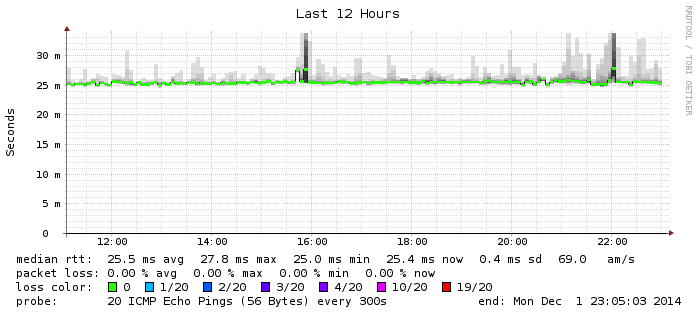 Last 12 Hours
RRDTOOL / TOBI OETIKER
Seconds
30 m
25 m
20 m
15 m
10 m
5 m
0
12:00 14:00 16:00 18:00 20:00 22:00
median rtt: 25.5 ms avg 27.8 ms max 25.0 ms min 25.4 ms now 0.4 ms sd 69.0 am/s
packet loss: 0.00 % avg 0.00 % max 0.00 % min 0.00 % now
loss color: 0 1/20 2/20 3/20 4/20 10/20 19/20
probe: 20 ICMP Echo Pings (56 Bytes) every 300s end: Mon Dec 1 23:05:03 2014